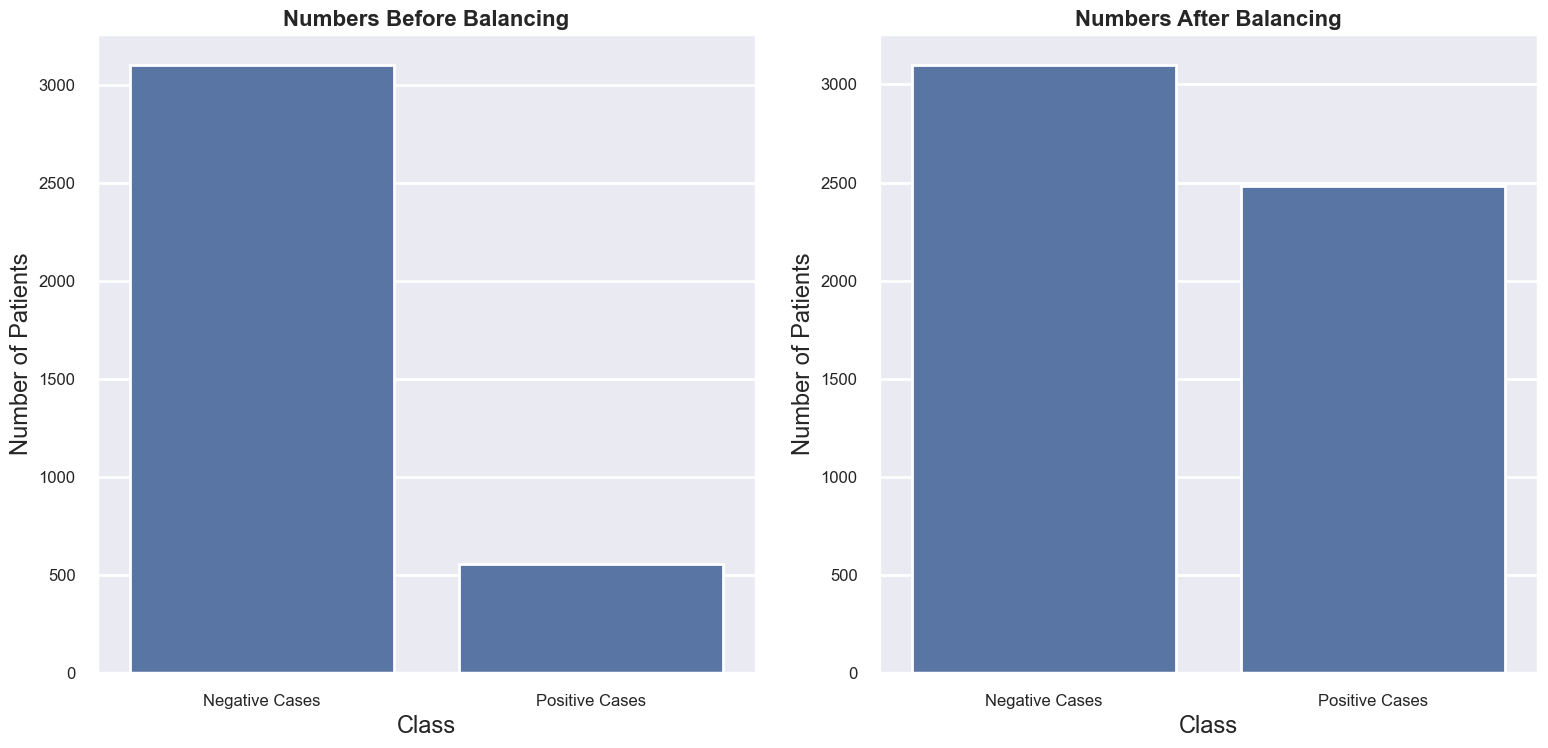 Numbers Before Balancing
Number of Patients
3000
2500
2000
1500
1000
500
0
Negative Cases
Positive Cases
Class
Numbers After Balancing
Number of Patients
3000
2500
2000
1500
1000
500
0
Negative Cases
Positive Cases
Class